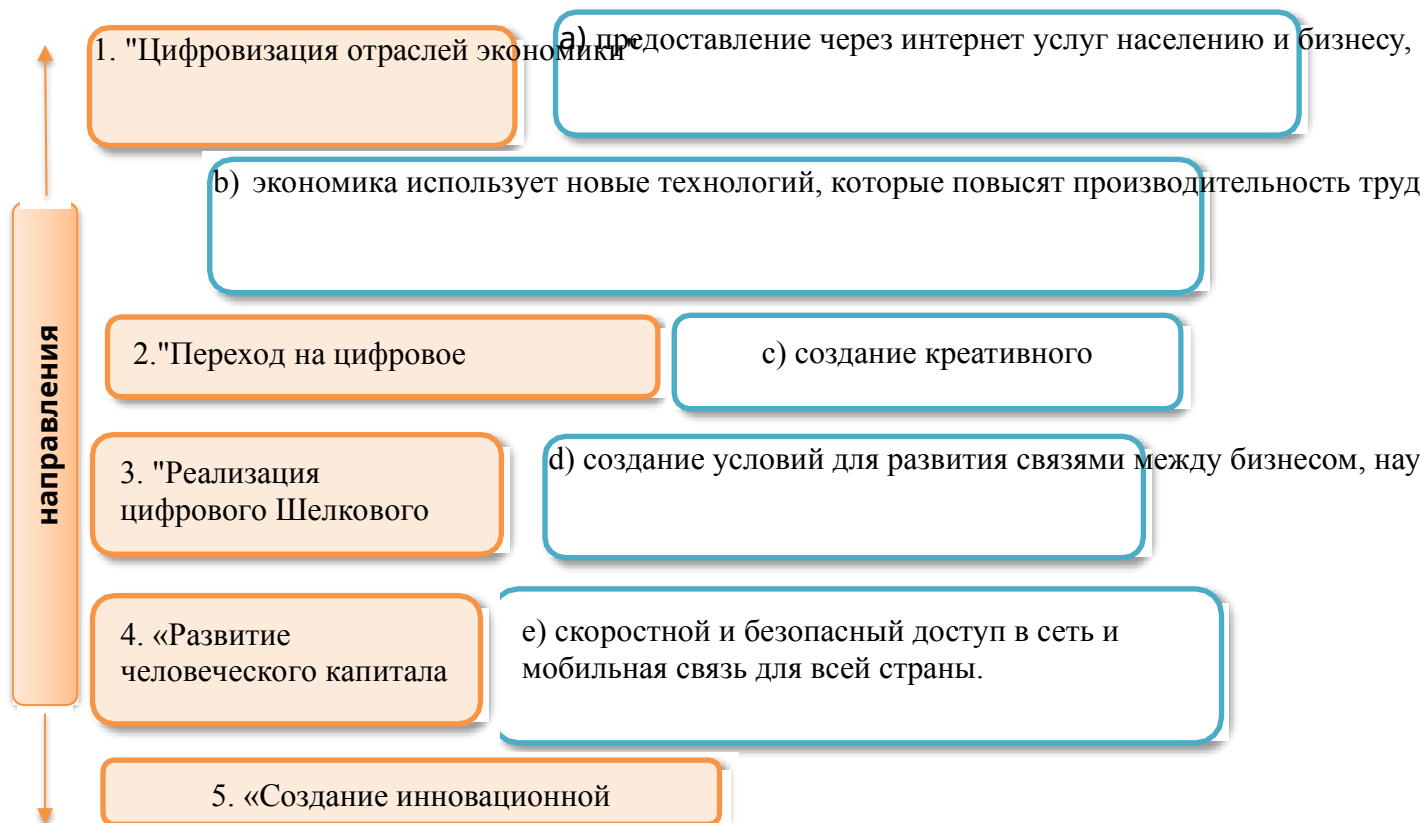 1. "Цифровизация отраслей экономики"
a) предоставление через интернет услуг населению и бизнесу,
b) экономика использует новые технологий, которые повысят производительность труд
направления
2."Переход на цифровое
c) создание креативного
3. "Реализация
цифрового Шелкового
d) создание условий для развития связями между бизнесом, нау
4. «Развитие
человеческого капитала
e) скоростной и безопасный доступ в сеть и
мобильная связь для всей страны.
5. «Создание инновационной